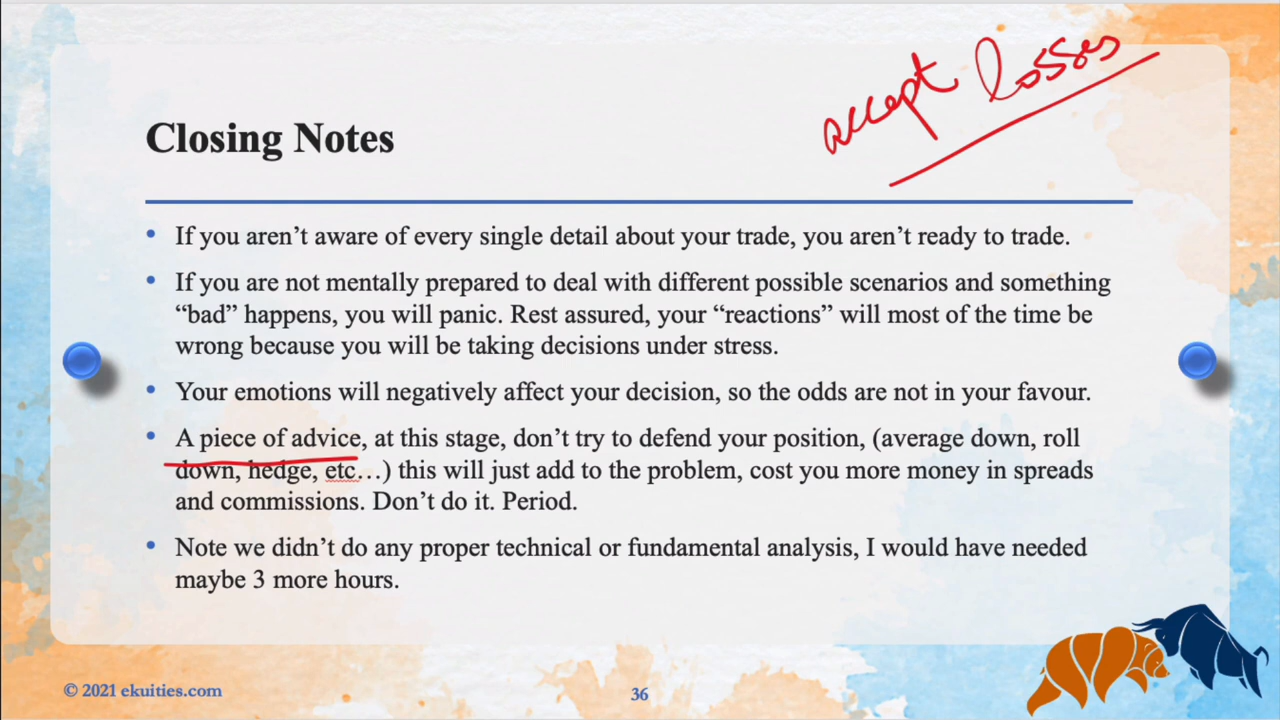 accept losses
Closing Notes
• If you aren’t aware of every single detail about your trade, you aren’t ready to trade.
• If you are not mentally prepared to deal with different possible scenarios and something
“bad” happens, you will panic. Rest assured, your “reactions” will most of the time be
wrong because you will be taking decisions under stress.
• Your emotions will negatively affect your decision, so the odds are not in your favour.
• A piece of advice, at this stage, don’t try to defend your position, (average down, roll
down, hedge, etc…) this will just add to the problem, cost you more money in spreads
and commissions. Don’t do it. Period.
• Note we didn’t do any proper technical or fundamental analysis, I would have needed
maybe 3 more hours.
© 2021 ekuities.com
36